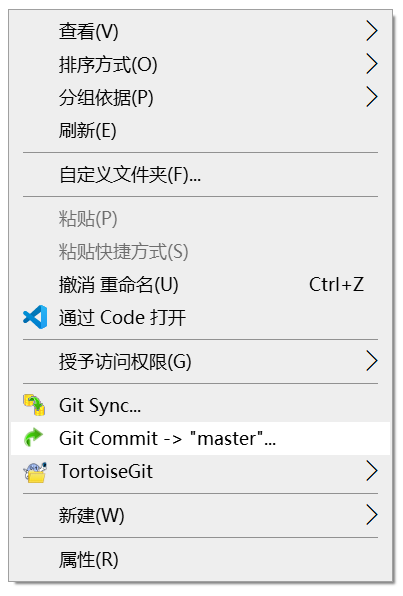 查看(V)
排序方式(O)
分组依据(P)
刷新(E)
自定义文件夹(F)...
粘贴(P)
粘贴快捷方式(S)
撤消 重命名(U) Ctrl+Z
通过 Code 打开
授予访问权限(G)
Git Sync...
Git Commit -> "master"...
TortoiseGit
新建(W)
属性(R)